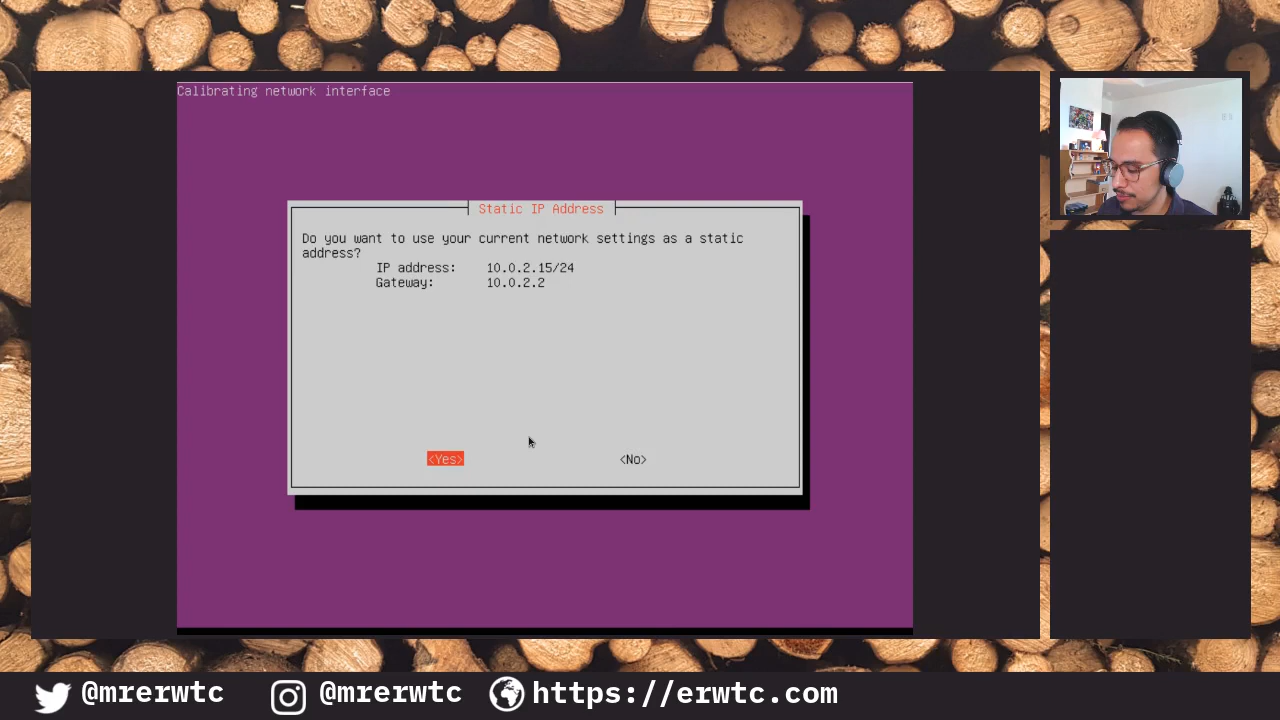 Calibrating network interface
Static IP Address
Do you want to use your current network settings as a static
address?
IP address: 10.0.2.15/24
Gateway: 10.0.2.2
<Yes>
<No>
@mrerwtc
@mrerwtc
https://erwtc.com